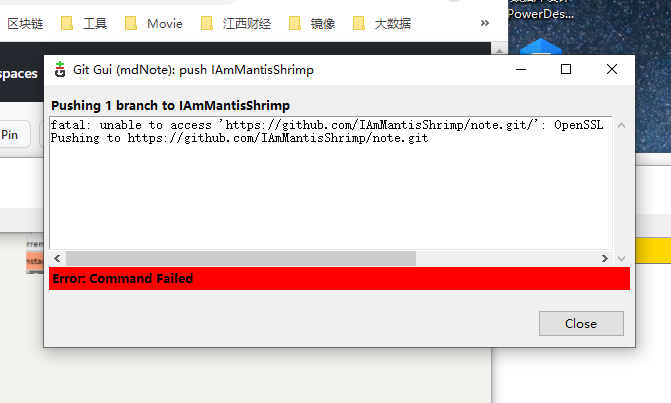 区块链
工具
Movie
江西财经
镜像
大数据
»
PowerDes...
spaces
Git Gui (mdNote): push IAmMantisShrimp
Pushing 1 branch to IAmMantisShrimp
Pin
fatal: unable to access 'https://github.com/IAmMantisShrimp/note.git/': OpenSSL
Pushing to https://github.com/IAmMantisShrimp/note.git
Error: Command Failed
Close